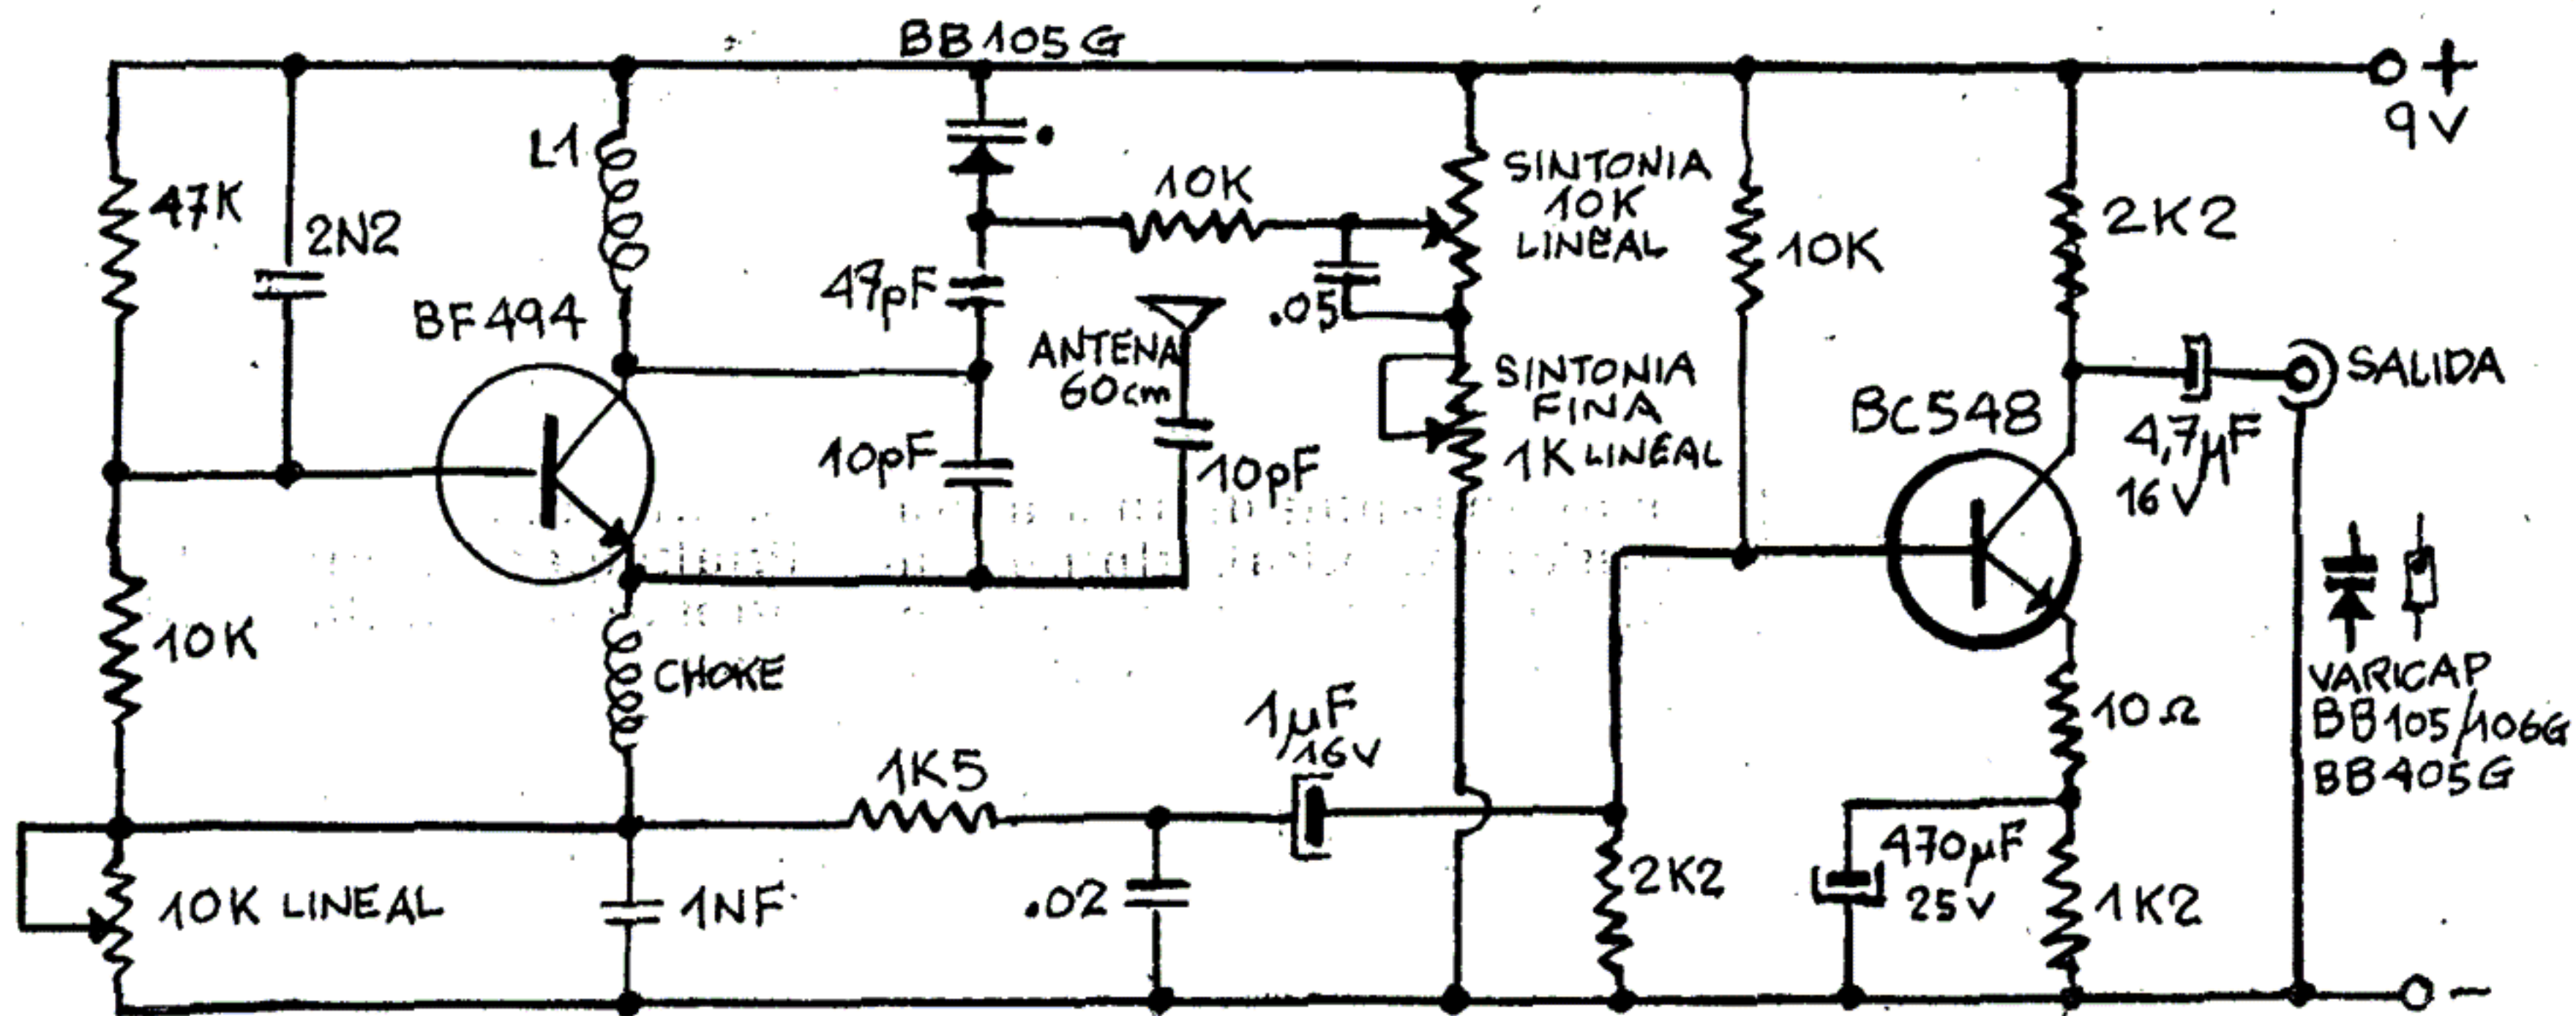 BB105G
+
9V
L1
47K
2N2
BF494
47pF
10K
.05
SINTONIA
10K
LINEAL
10K
2K2
ANTENA
60cm
10pF
10pF
SINTONIA
FINA
1K LINEAL
BC548
4,7µF
16V
SALIDA
10K
CHOKE
1K5
1µF
16V
10Ω
VARICAP
BB105/106G
BB405G
10K LINEAL
1NF
.02
2K2
470µF
25V
1K2
-